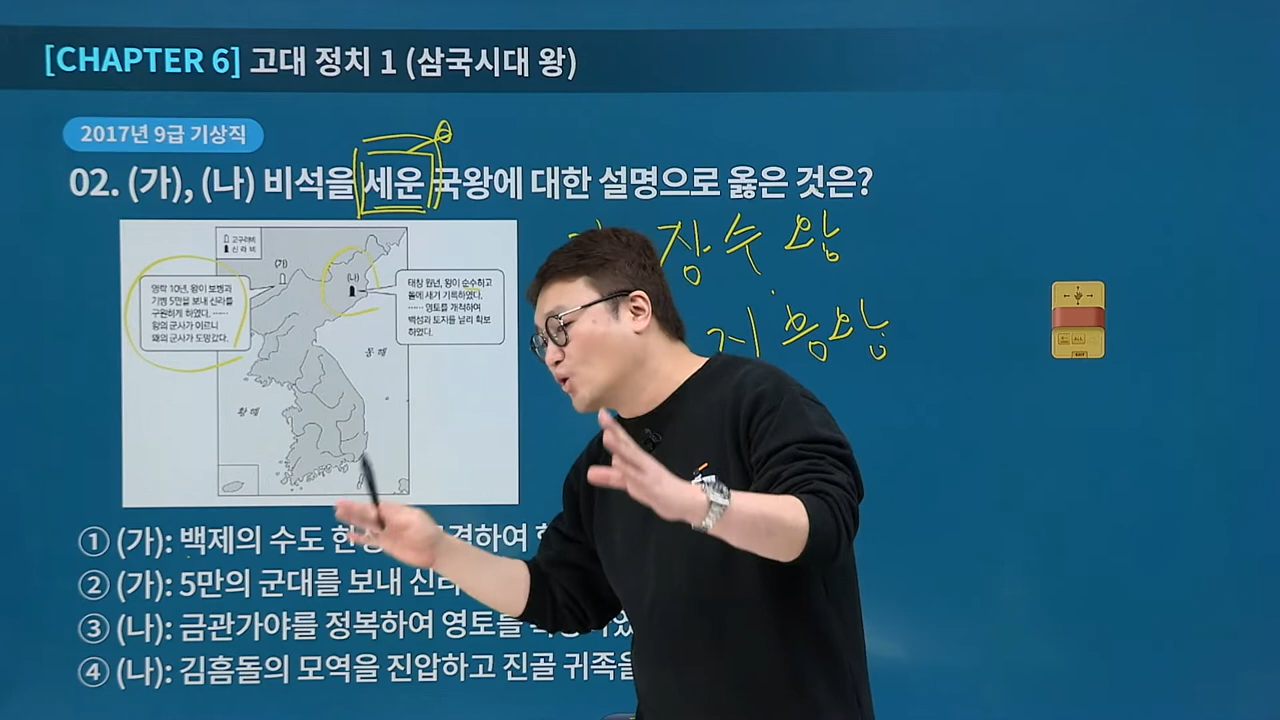 [CHAPTER 6] 고대 정치 1 (삼국시대 왕)
2017년 9급 기상직
02. (가), (나) 비석을 세운 국왕에 대한 설명으로 옳은 것은?
장수왕
고구려비
신라비
(가)
(나)
영락 10년, 왕이 보병과
기병 5만을 보내 신라를
구원하게 하였다. ……
왕의 군사가 이르니
왜의 군사가 도망갔다.
태창 원년, 왕이 순수하고
돌에 새겨 기록하였다.
…… 영토를 개척하여
백성과 토지를 널리 확보
하였다.
동해
황해
① (가): 백제의 수도
② (가): 5만의 군대를 보내
③ (나): 금관가야를 정복하여 영토를
④ (나): 김흠돌의 모역을 진압하고 진골 귀족을